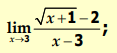 lim x→3 (√(x+1) − 2)/(x − 3);